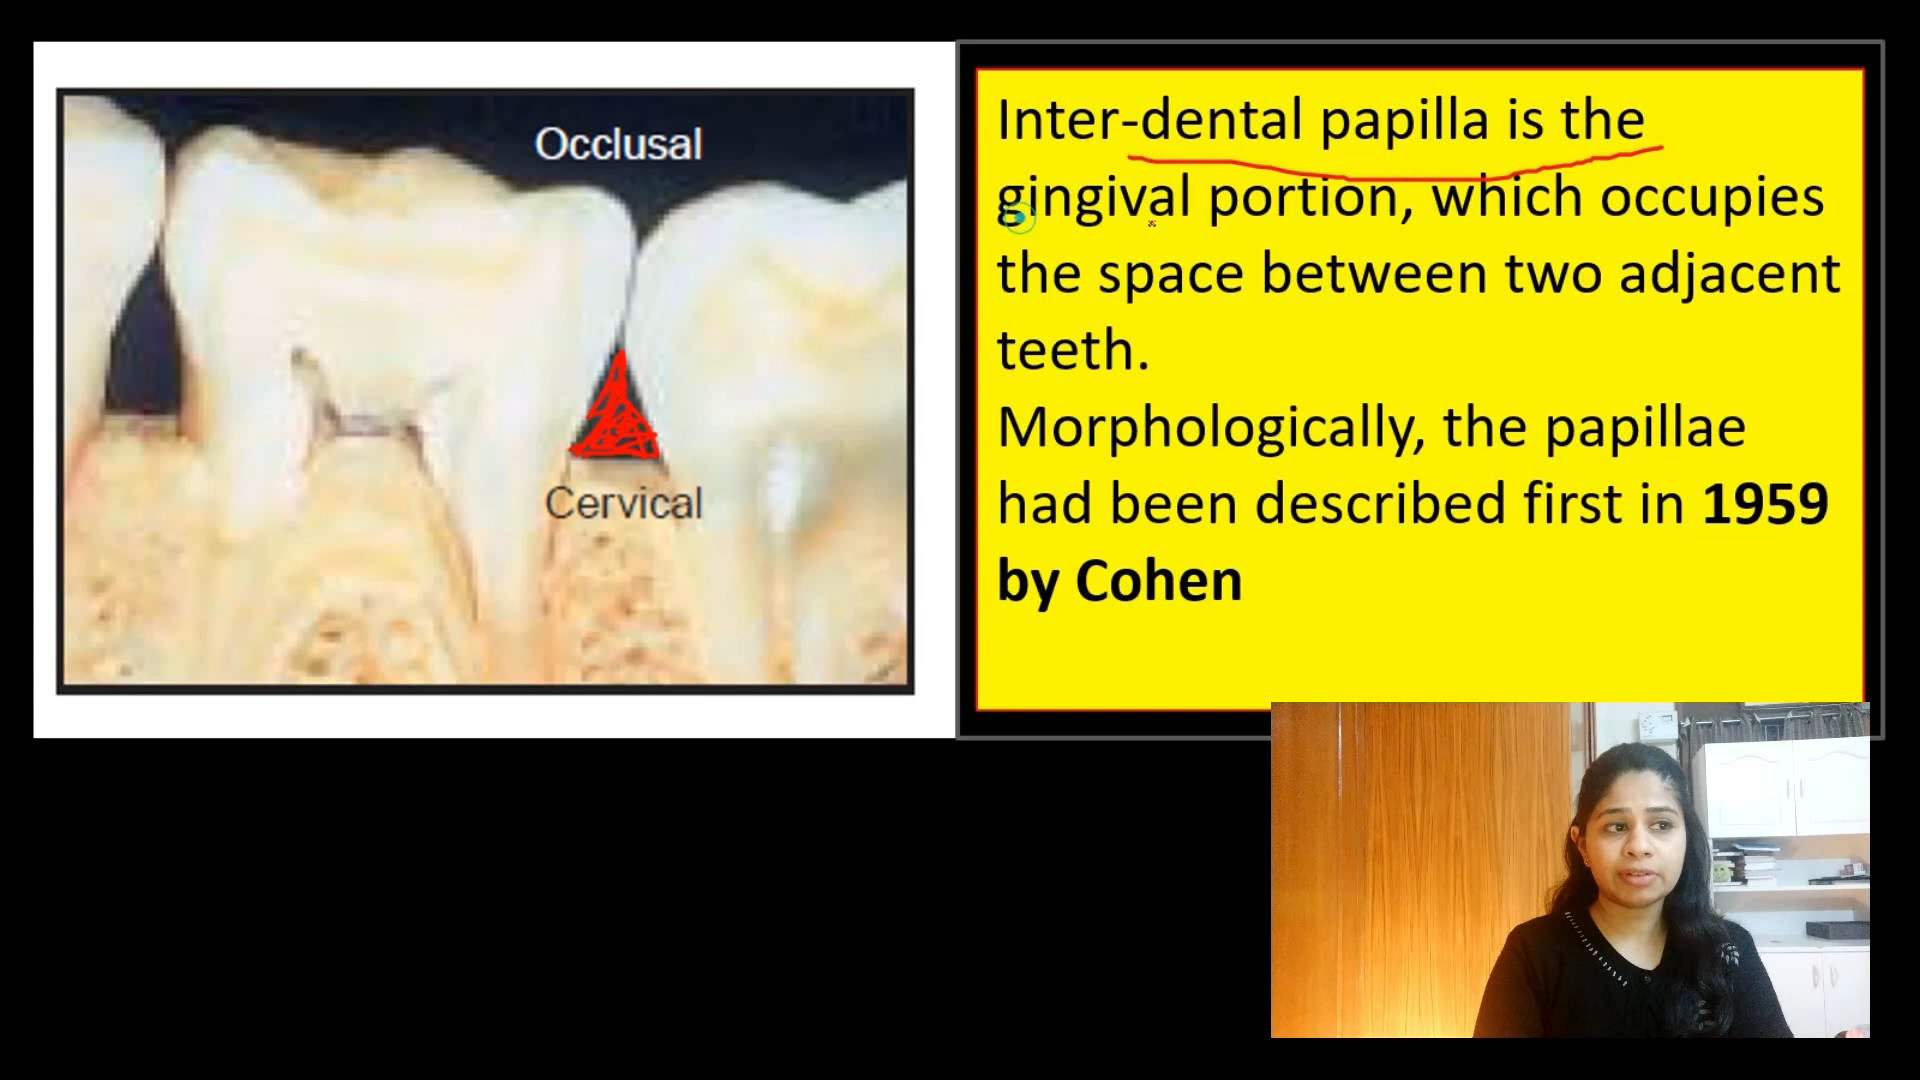 Occlusal
Cervical
Inter-dental papilla is the
gingival portion, which occupies
the space between two adjacent
teeth.
Morphologically, the papillae
had been described first in 1959
by Cohen